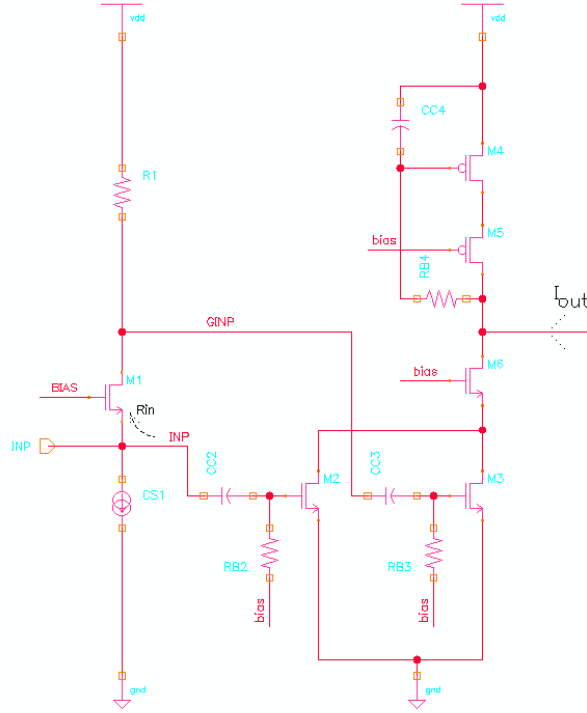 vdd
vdd
CC4
M4
R1
bias
M5
RB4
Iout
GINP
M1
bias
M6
BIAS
Rin
INP
INP
CC2
CC3
M2
M3
CS1
RB2
RB3
bias
bias
gnd
gnd